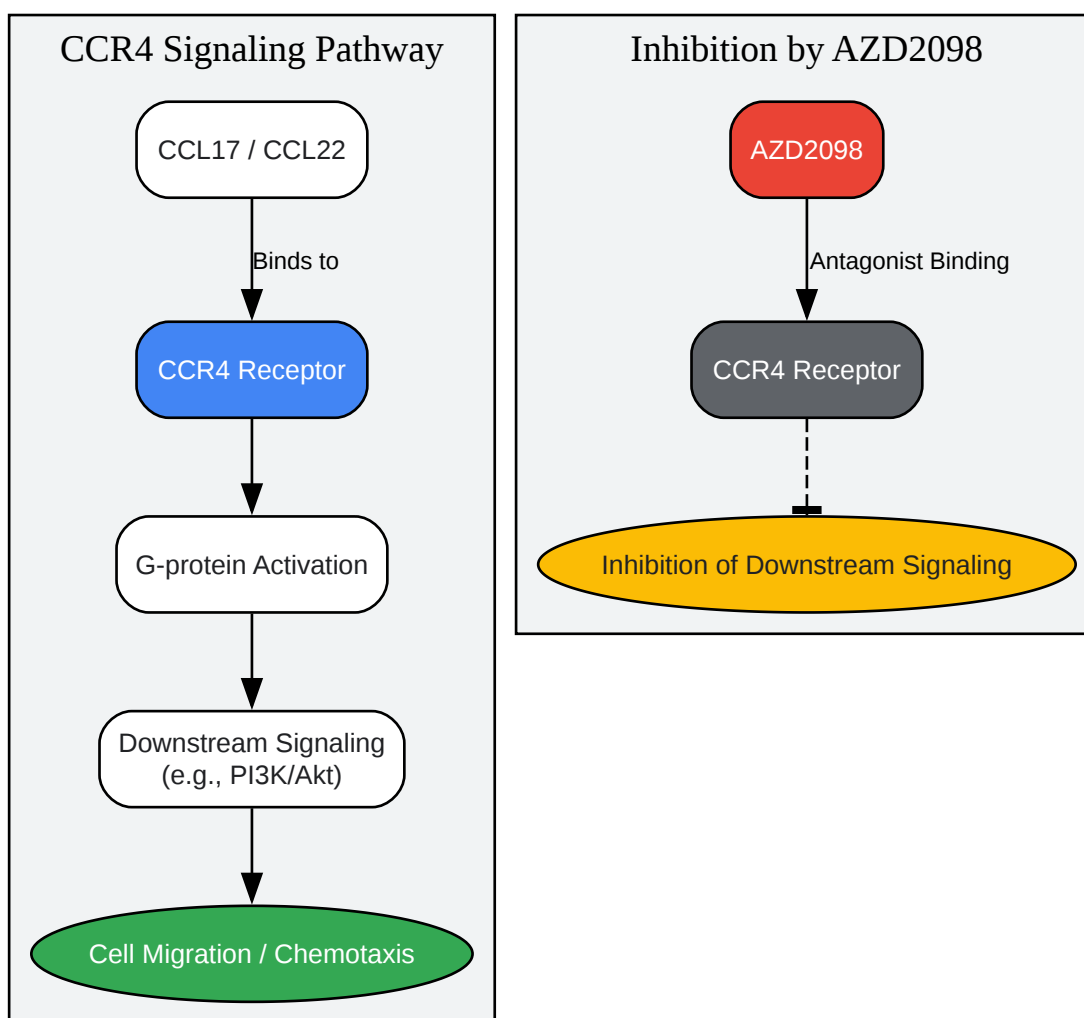 CCR4 Signaling Pathway
CCL17 / CCL22
Binds to
CCR4 Receptor
G-protein Activation
Downstream Signaling
(e.g., PI3K/Akt)
Cell Migration / Chemotaxis
Inhibition by AZD2098
AZD2098
Antagonist Binding
CCR4 Receptor
Inhibition of Downstream Signaling